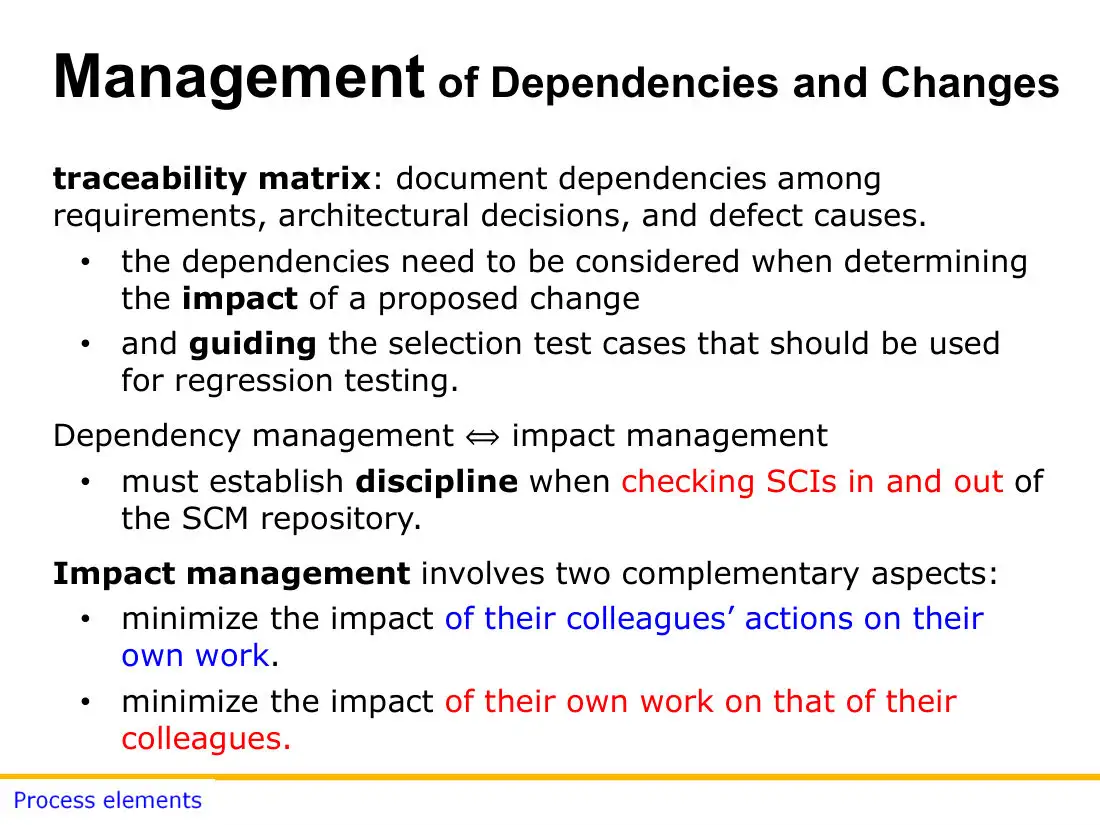 Management of Dependencies and Changes
traceability matrix: document dependencies among
requirements, architectural decisions, and defect causes.
• the dependencies need to be considered when determining
the impact of a proposed change
• and guiding the selection test cases that should be used
for regression testing.
Dependency management ⇔ impact management
• must establish discipline when checking SCIs in and out of
the SCM repository.
Impact management involves two complementary aspects:
• minimize the impact of their colleagues’ actions on their
own work.
• minimize the impact of their own work on that of their
colleagues.
Process elements